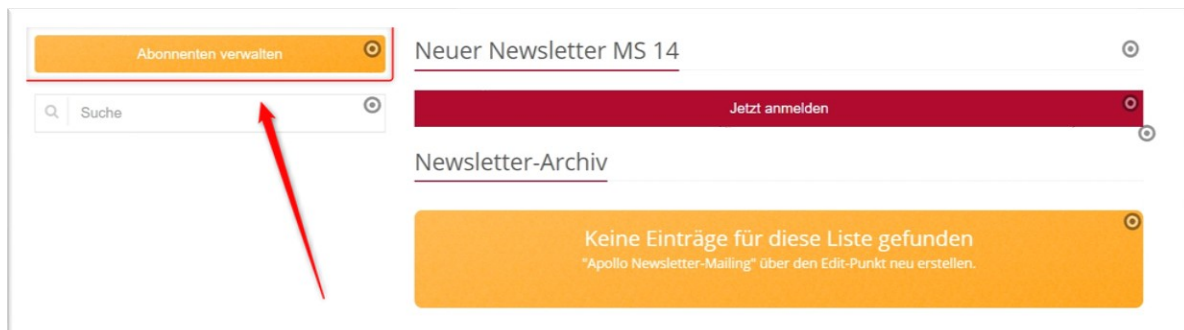 Abonnenten verwalten
Suche
Neuer Newsletter MS 14
Jetzt anmelden
Newsletter-Archiv
Keine Einträge für diese Liste gefunden
"Apollo Newsletter-Mailing" über den Edit-Punkt neu erstellen.